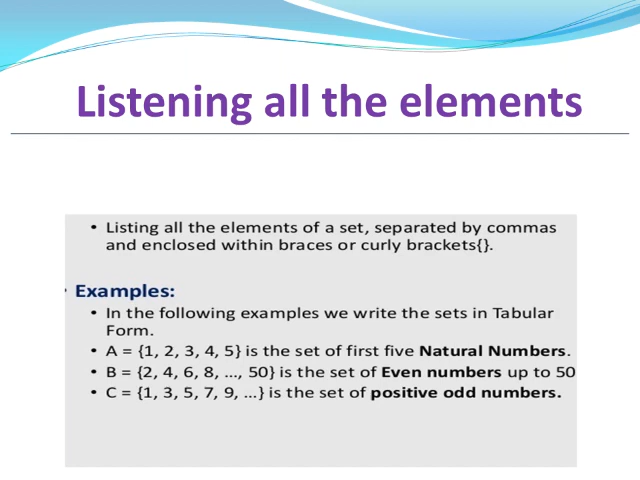 Listening all the elements
• Listing all the elements of a set, separated by commas
and enclosed within braces or curly brackets{}.
• Examples:
• In the following examples we write the sets in Tabular
Form.
• A = {1, 2, 3, 4, 5} is the set of first five Natural Numbers.
• B = {2, 4, 6, 8, …, 50} is the set of Even numbers up to 50
• C = {1, 3, 5, 7, 9, …} is the set of positive odd numbers.